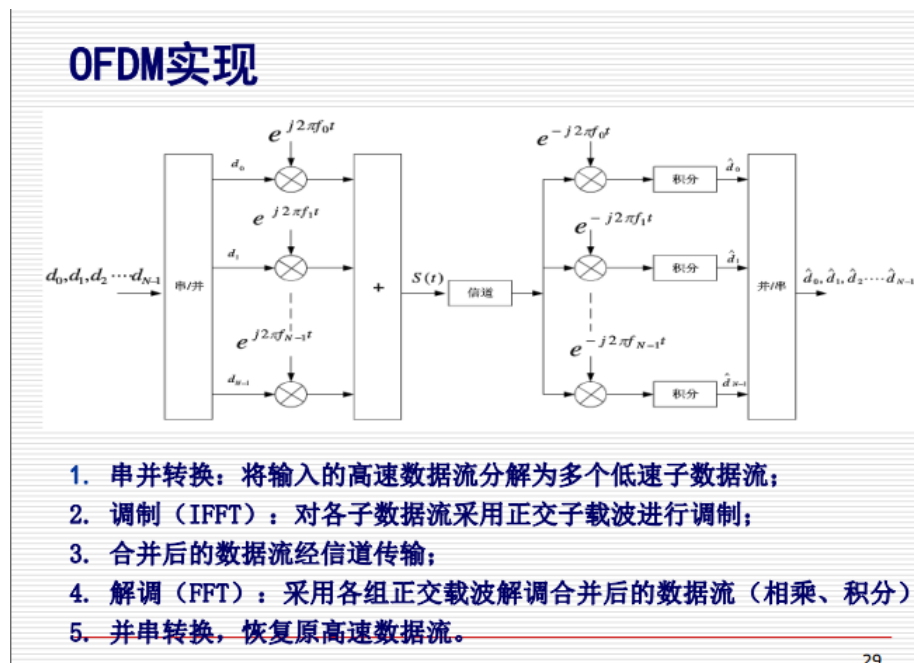 OFDM实现
e^{j2πf_0t}
e^{-j2πf_0t}
d_0
积分
\hat{d}_0
e^{j2πf_1t}
e^{-j2πf_1t}
d_0,d_1,d_2····d_{N-1}
串/并
d_1
+
S(t)
信道
积分
\hat{d}_1
并/串
\hat{d}_0,\hat{d}_1,\hat{d}_2····\hat{d}_{N-1}
e^{j2πf_{N-1}t}
e^{-j2πf_{N-1}t}
d_{N-1}
积分
\hat{d}_{N-1}
1. 串并转换：将输入的高速数据流分解为多个低速子数据流；
2. 调制（IFFT）：对各子数据流采用正交子载波进行调制；
3. 合并后的数据流经信道传输；
4. 解调（FFT）：采用各组正交载波解调合并后的数据流（相乘、积分）
5. 并串转换，恢复原高速数据流。
29